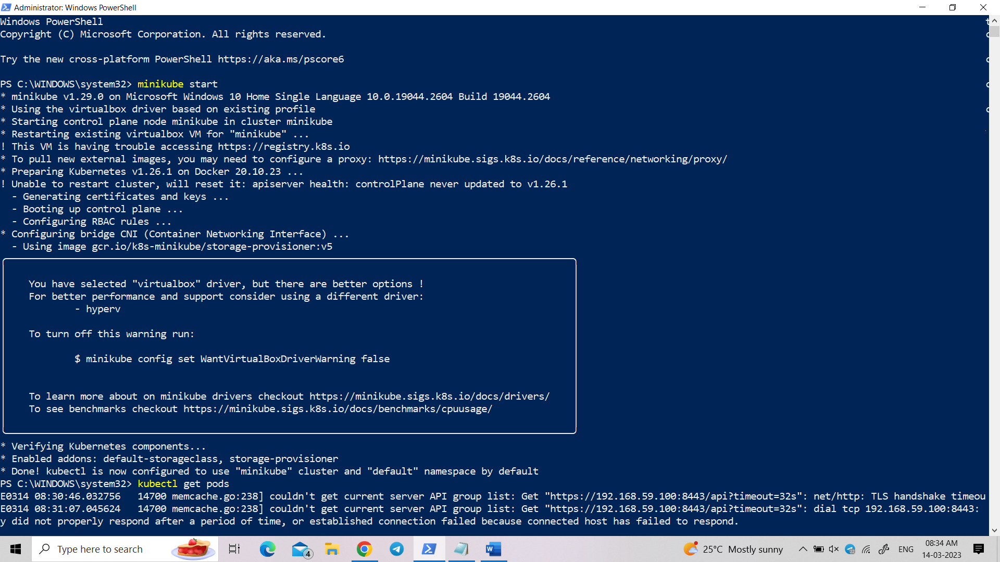 Administrator: Windows PowerShell
Windows PowerShell
Copyright (C) Microsoft Corporation. All rights reserved.
Try the new cross-platform PowerShell https://aka.ms/pscore6
PS C:\WINDOWS\system32> minikube start
* minikube v1.29.0 on Microsoft Windows 10 Home Single Language 10.0.19044.2604 Build 19044.2604
* Using the virtualbox driver based on existing profile
* Starting control plane node minikube in cluster minikube
* Restarting existing virtualbox VM for "minikube" ...
! This VM is having trouble accessing https://registry.k8s.io
* To pull new external images, you may need to configure a proxy: https://minikube.sigs.k8s.io/docs/reference/networking/proxy/
* Preparing Kubernetes v1.26.1 on Docker 20.10.23 ...
! Unable to restart cluster, will reset it: apiserver health: controlPlane never updated to v1.26.1
  - Generating certificates and keys ...
  - Booting up control plane ...
  - Configuring RBAC rules ...
* Configuring bridge CNI (Container Networking Interface) ...
  - Using image gcr.io/k8s-minikube/storage-provisioner:v5
You have selected "virtualbox" driver, but there are better options !
For better performance and support consider using a different driver:
- hyperv
To turn off this warning run:
$ minikube config set WantVirtualBoxDriverWarning false
To learn more about on minikube drivers checkout https://minikube.sigs.k8s.io/docs/drivers/
To see benchmarks checkout https://minikube.sigs.k8s.io/docs/benchmarks/cpuusage/
* Verifying Kubernetes components...
* Enabled addons: default-storageclass, storage-provisioner
* Done! kubectl is now configured to use "minikube" cluster and "default" namespace by default
PS C:\WINDOWS\system32> kubectl get pods
E0314 08:30:46.032756   14700 memcache.go:238] couldn't get current server API group list: Get "https://192.168.59.100:8443/api?timeout=32s": net/http: TLS handshake timeou
E0314 08:31:07.045624   14700 memcache.go:238] couldn't get current server API group list: Get "https://192.168.59.100:8443/api?timeout=32s": dial tcp 192.168.59.100:8443:
y did not properly respond after a period of time, or established connection failed because connected host has failed to respond.
Type here to search
4
25°C Mostly sunny
ENG
08:34 AM
14-03-2023